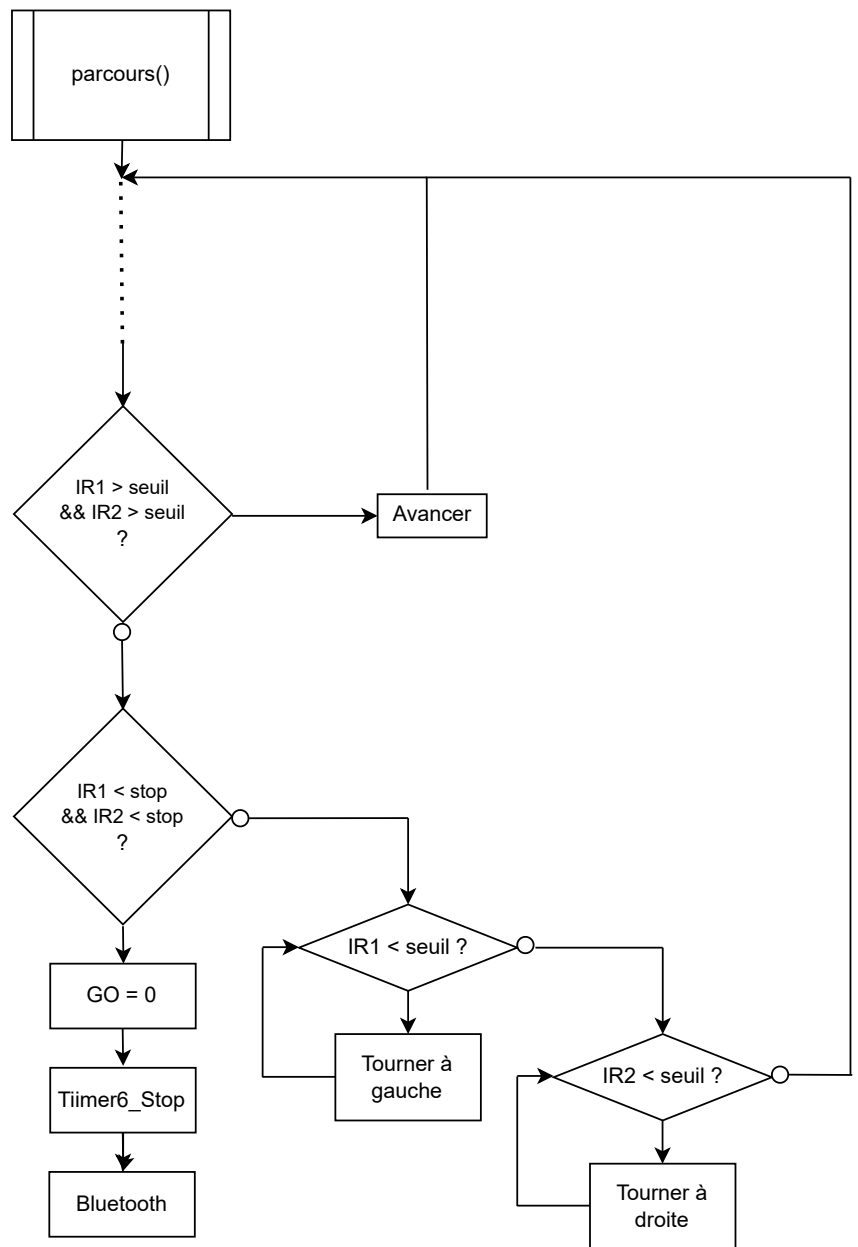 parcours()
IR1 > seuil
&& IR2 > seuil
?
Avancer
IR1 < stop
&& IR2 < stop
?
IR1 < seuil ?
GO = 0
Tourner à
gauche
IR2 < seuil ?
Tiimer6_Stop
Bluetooth
Tourner à
droite